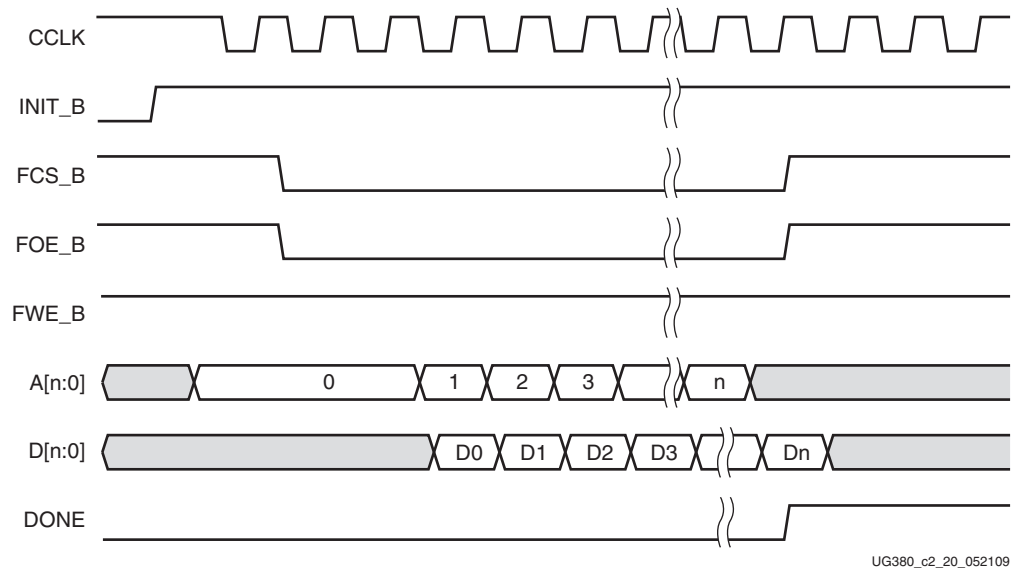 CCLK
INIT_B
FCS_B
FOE_B
FWE_B
A[n:0] 0 1 2 3 n
D[n:0] D0 D1 D2 D3 Dn
DONE
UG380_c2_20_052109